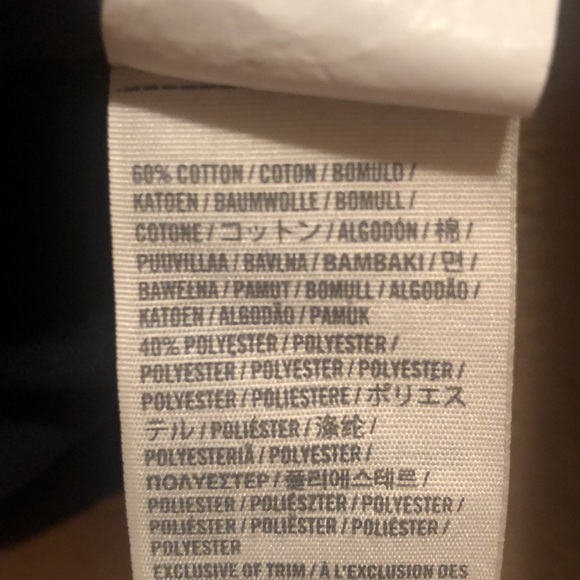 60% COTTON / COTON / BOMULD /
KATOEN / BAUMWOLLE / BOMULL /
COTONE / コットン / ALGODÓN / 棉 /
PUUVILLAA / BAVLNA / BAMBAKI / 면 /
BAWEŁNA / PAMUT / BOMULL / ALGODÃO /
KATOEN / ALGODÃO / PAMUK
40% POLYESTER / POLYESTER /
POLYESTER / POLYESTER / POLYESTER /
POLYESTER / POLIESTERE / ポリエス
テル / POLIÉSTER / 涤纶 /
POLYESTERIÄ / POLYESTER /
ΠΟΛΥΕΣΤΕΡ / 폴리에스테르 /
POLIESTER / POLIÉSZTER / POLYESTER /
POLIÉSTER / POLIËSTER / POLIÉSTER /
POLYESTER
EXCLUSIVE OF TRIM / À L'EXCLUSION DES